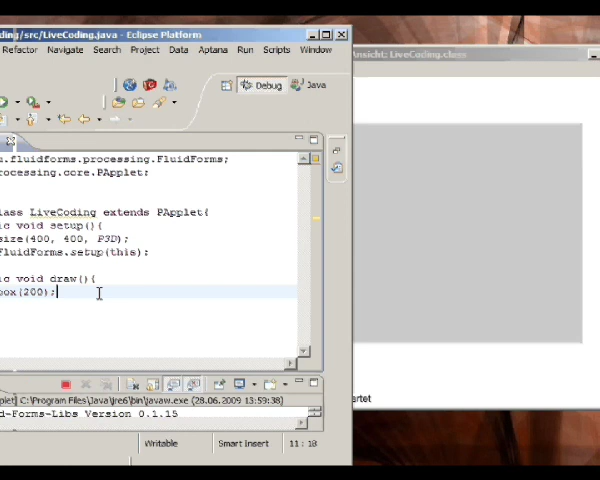 ding/src/LiveCoding.java - Eclipse Platform
Refactor Navigate Search Project Data Aptana Run Scripts Window
Ansicht: LiveCoding.class
Debug Java
u.fluidforms.processing.FluidForms;
rocessing.core.PApplet;
lass LiveCoding extends PApplet{
ic void setup(){
size(400, 400, P3D);
FluidForms.setup(this);
ic void draw(){
box(200);
plet] C:\Program Files\Java\jre6\bin\javaw.exe (28.06.2009 13:59:38)
artet
d-Forms-Libs Version 0.1.15
Writable Smart Insert 11 : 18